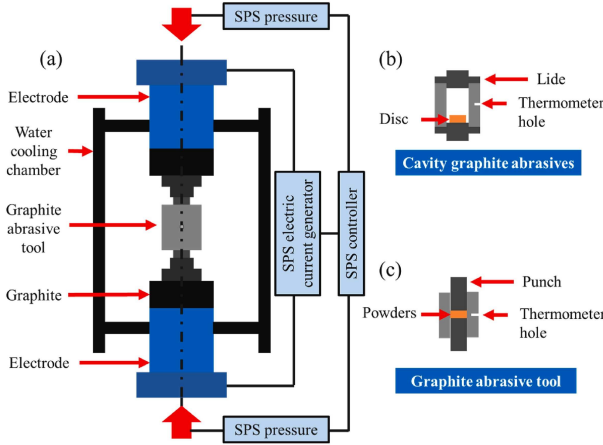 SPS pressure
(a)
Electrode
Water
cooling
chamber
Graphite
abrasive
tool
Graphite
Electrode
SPS electric
current generator
SPS controller
SPS pressure
(b)
Lide
Thermometer
hole
Disc
Cavity graphite abrasives
(c)
Punch
Powders
Thermometer
hole
Graphite abrasive tool